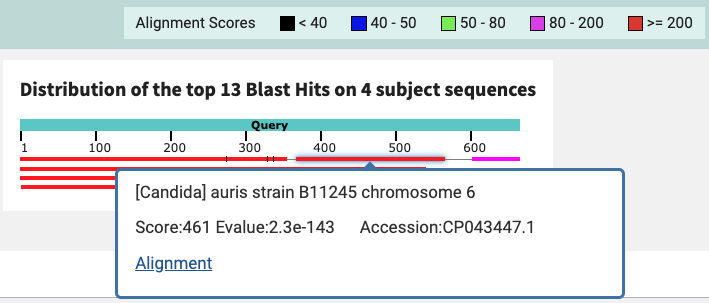 Alignment Scores < 40 40 - 50 50 - 80 80 - 200 >= 200
Distribution of the top 13 Blast Hits on 4 subject sequences
Query
1 100 200 300 400 500 600
[Candida] auris strain B11245 chromosome 6
Score:461 Evalue:2.3e-143 Accession:CP043447.1
Alignment